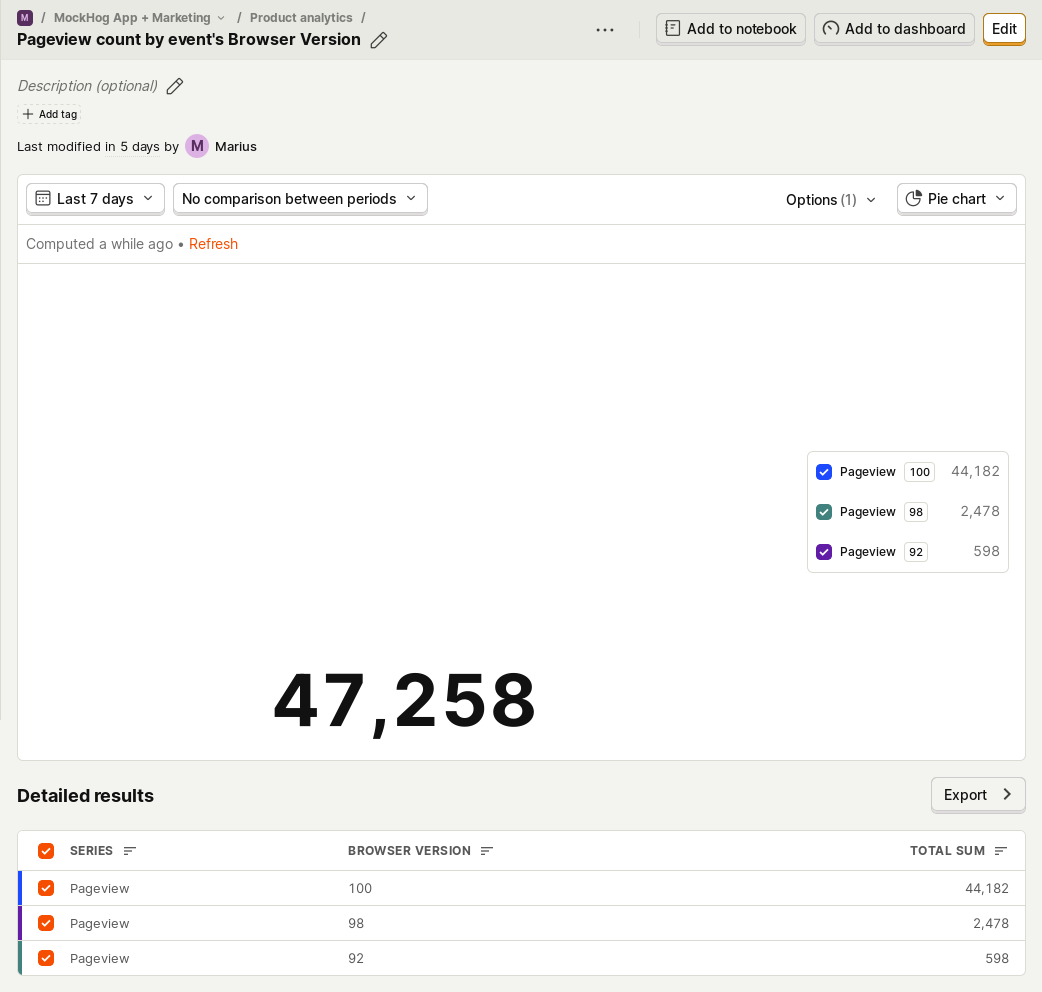 M / MockHog App + Marketing / Product analytics /
Pageview count by event's Browser Version
Add to notebook
Add to dashboard
Edit
Description (optional)
Add tag
Last modified in 5 days by M Marius
Last 7 days
No comparison between periods
Options (1)
Pie chart
Computed a while ago • Refresh
Pageview 100 44,182
Pageview 98 2,478
Pageview 92 598
47,258
Detailed results
Export
SERIES BROWSER VERSION TOTAL SUM
Pageview 100 44,182
Pageview 98 2,478
Pageview 92 598